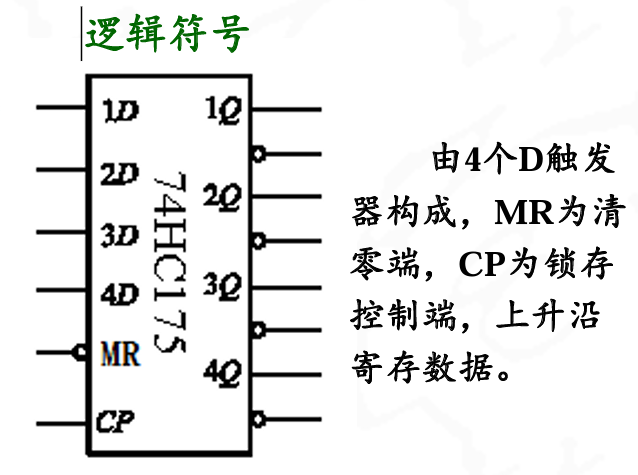 逻辑符号
1D
1Q
2D
2Q
3D
3Q
4D
4Q
MR
CP
74HC175
由4个D触发
器构成，MR为清
零端，CP为锁存
控制端，上升沿
寄存数据。